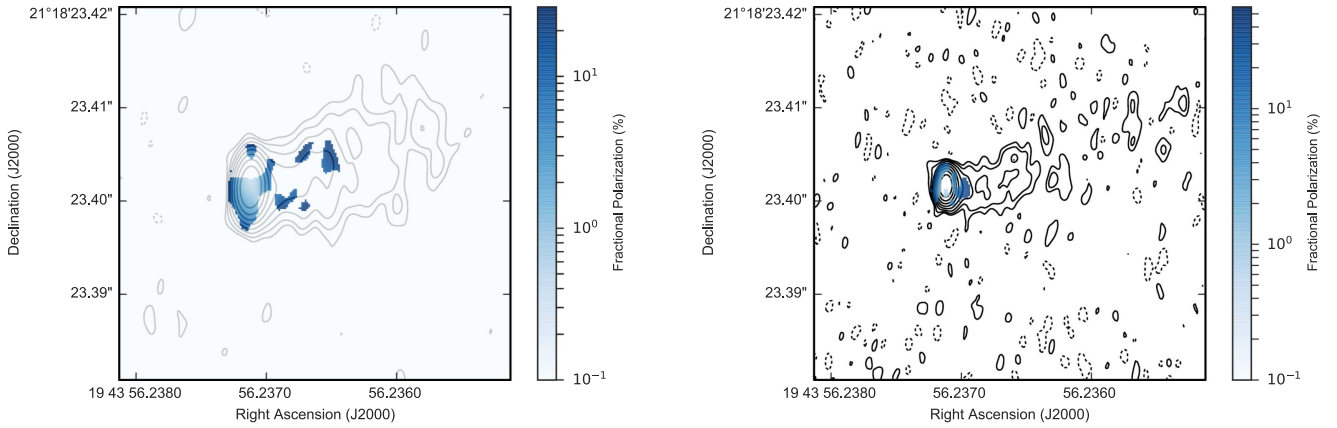 21°18'23.42"
23.41"
23.40"
23.39"
19 43 56.2380
56.2370
56.2360
Right Ascension (J2000)
Declination (J2000)
10¹
10⁰
10⁻¹
Fractional Polarization (%)
21°18'23.42"
23.41"
23.40"
23.39"
19 43 56.2380
56.2370
56.2360
Right Ascension (J2000)
Declination (J2000)
10¹
10⁰
10⁻¹
Fractional Polarization (%)